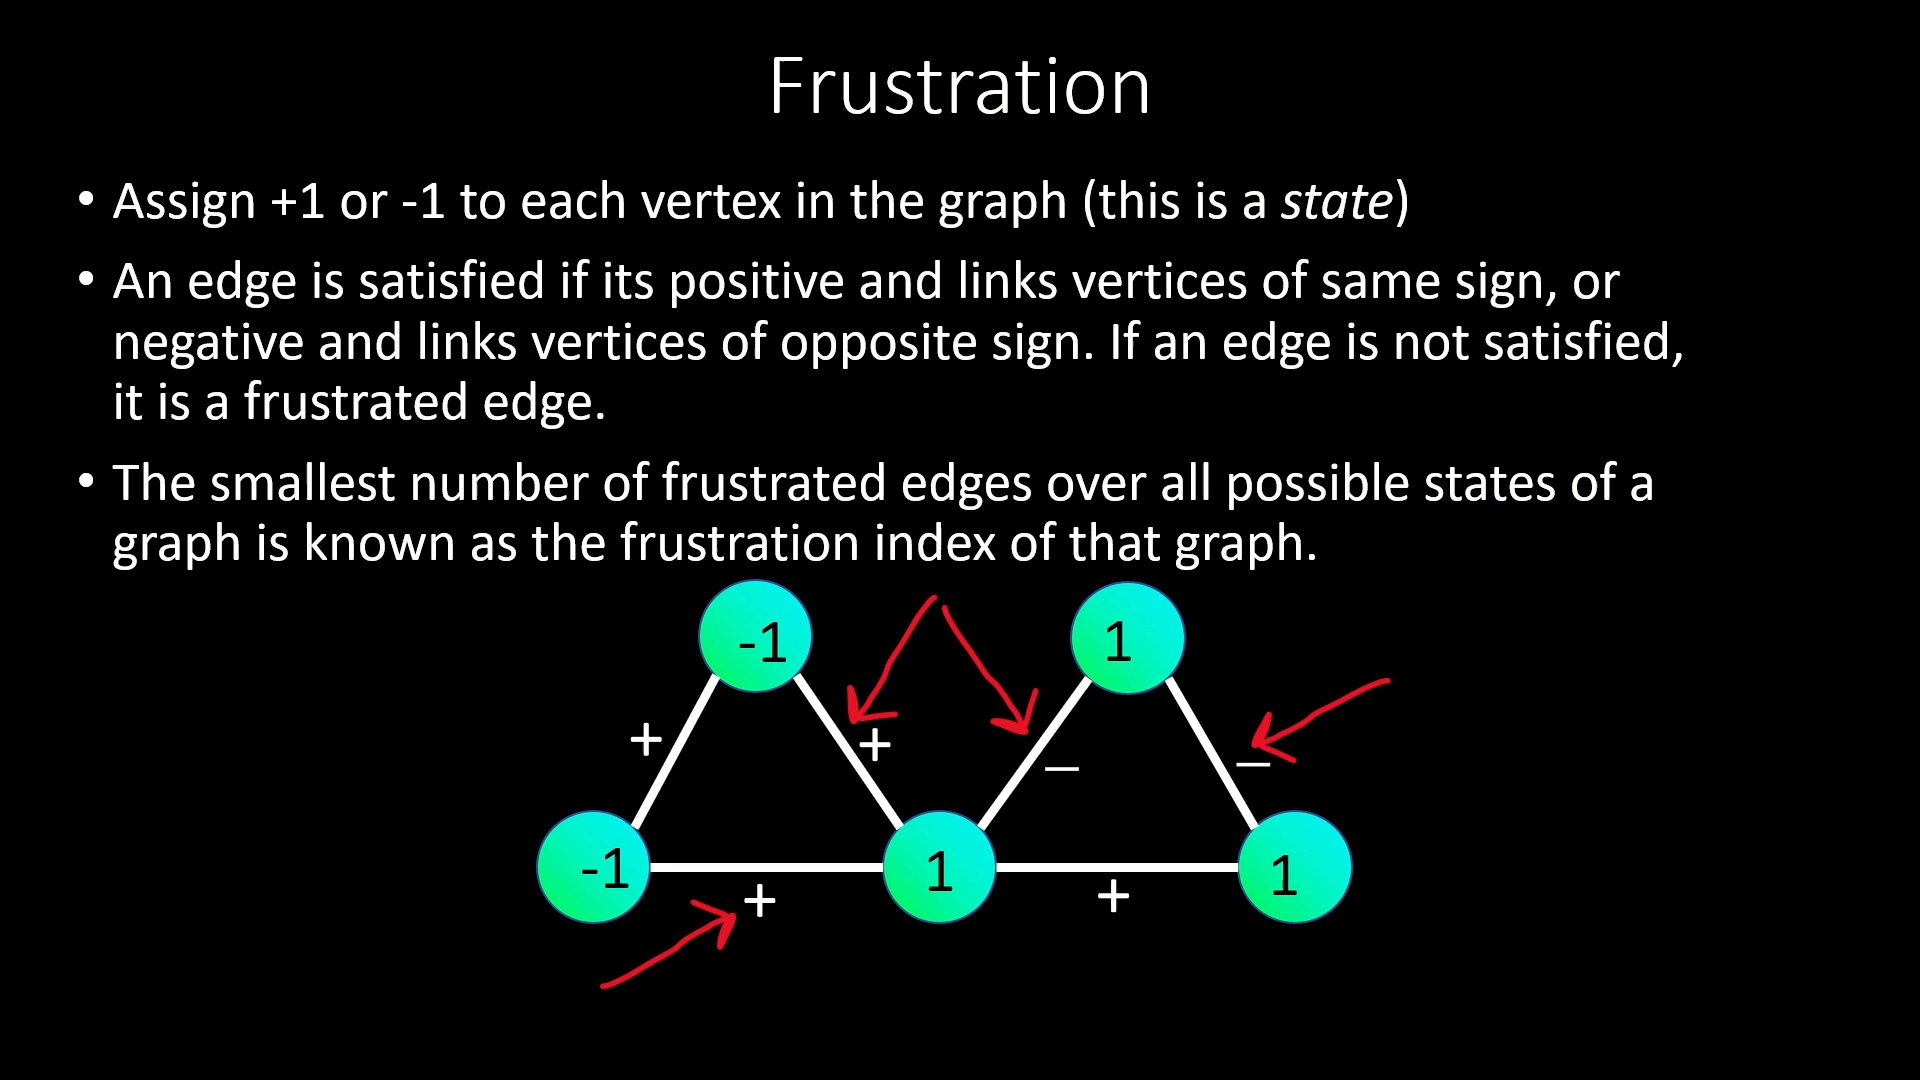 Frustration
• Assign +1 or -1 to each vertex in the graph (this is a state)
• An edge is satisfied if its positive and links vertices of same sign, or
negative and links vertices of opposite sign. If an edge is not satisfied,
it is a frustrated edge.
• The smallest number of frustrated edges over all possible states of a
graph is known as the frustration index of that graph.
-1 1
+ + – –
-1 1 1
+ +